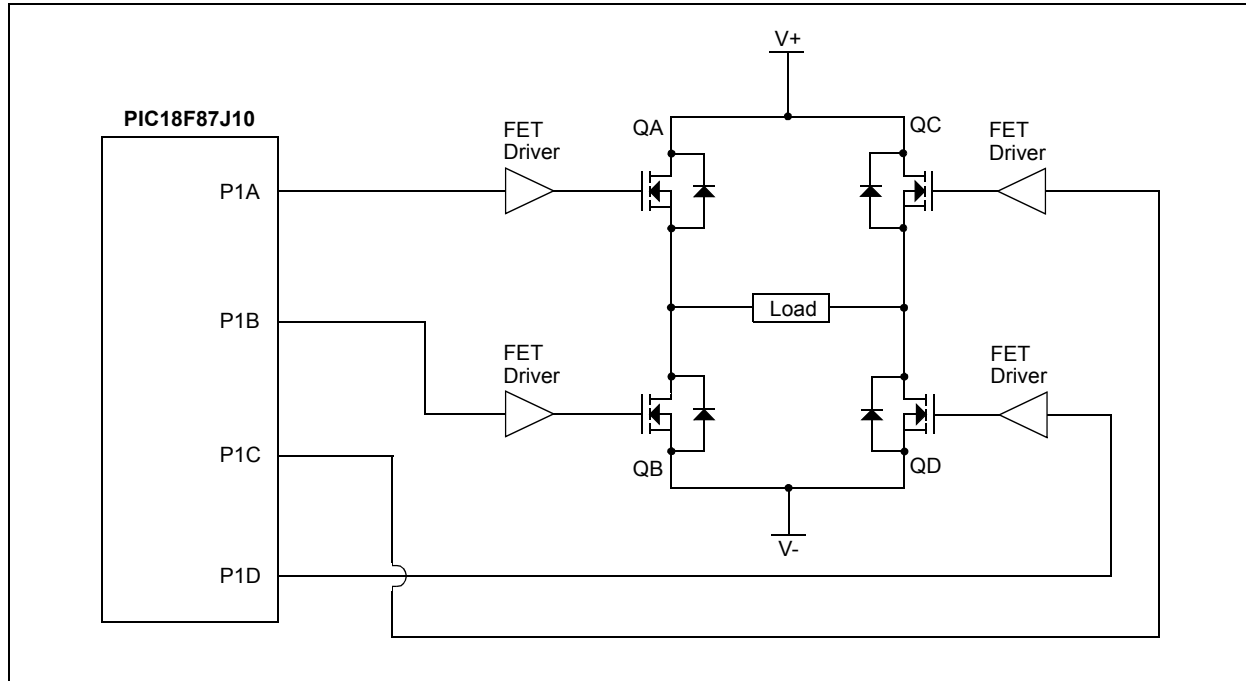 V+
PIC18F87J10
QA
QC
FET
Driver
FET
Driver
P1A
P1B
Load
FET
Driver
FET
Driver
P1C
QB
QD
V-
P1D